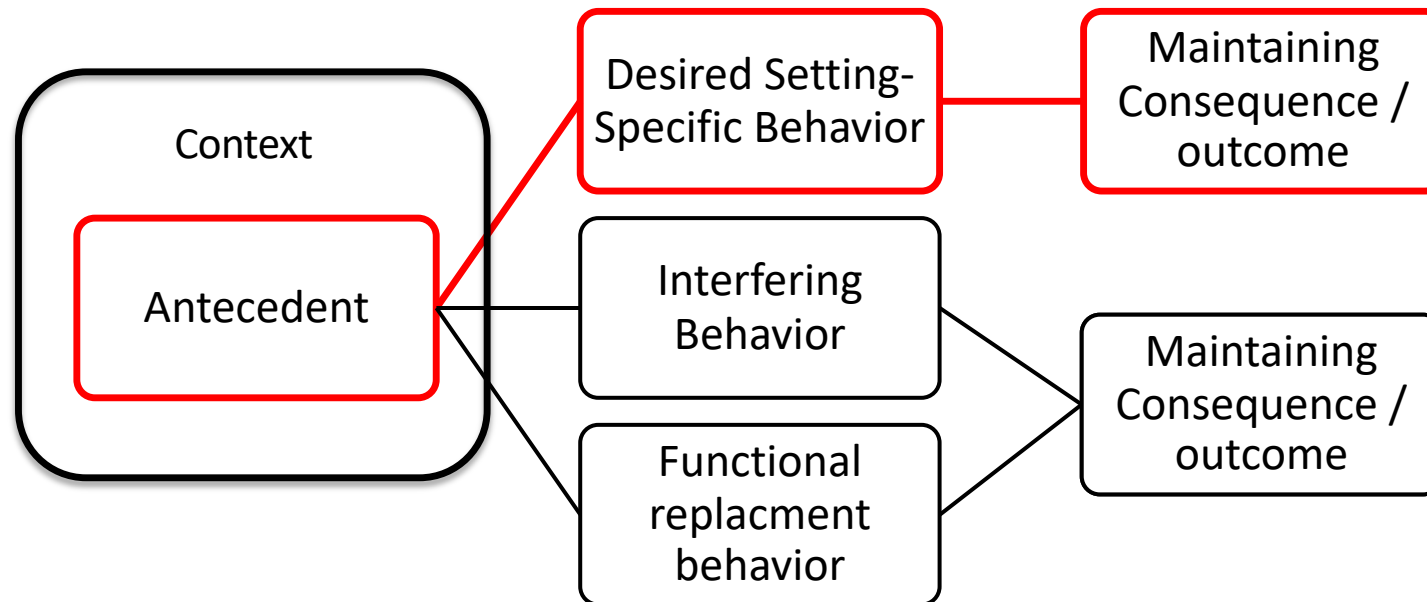 Context
Antecedent
Desired Setting-
Specific Behavior
Maintaining
Consequence /
outcome
Interfering
Behavior
Functional
replacment
behavior
Maintaining
Consequence /
outcome